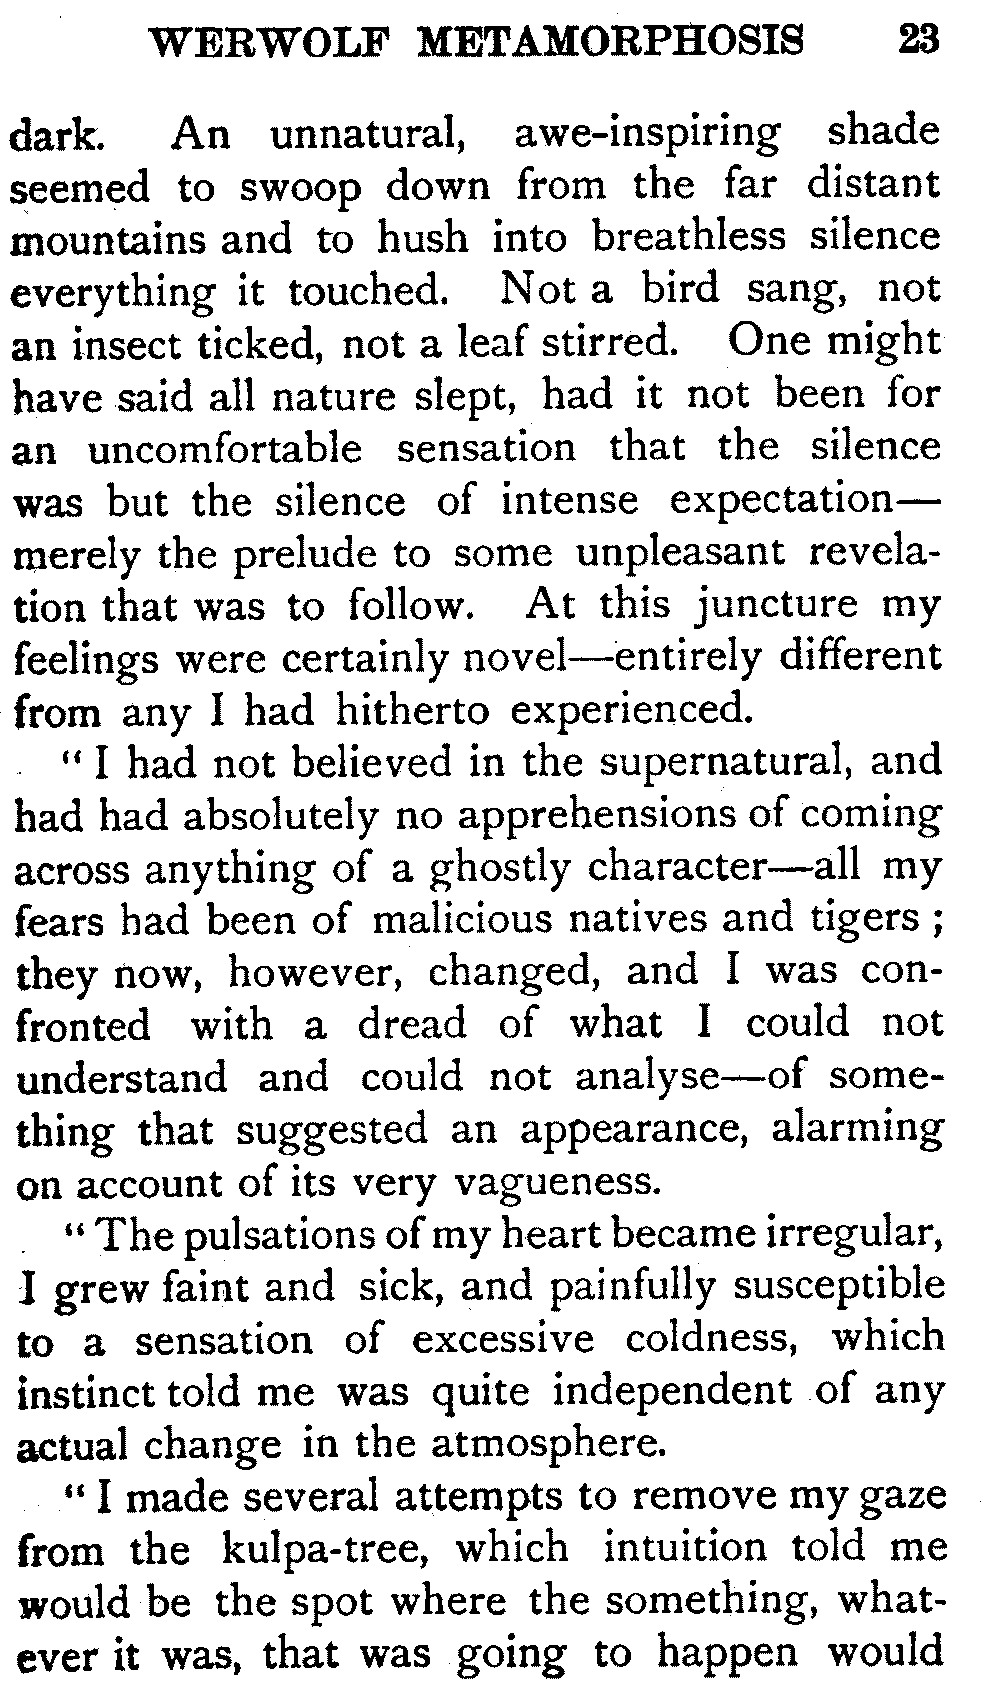 WERWOLF METAMORPHOSIS 23
dark. An unnatural, awe-inspiring shade
seemed to swoop down from the far distant
mountains and to hush into breathless silence
everything it touched. Not a bird sang, not
an insect ticked, not a leaf stirred. One might
have said all nature slept, had it not been for
an uncomfortable sensation that the silence
was but the silence of intense expectation—
merely the prelude to some unpleasant revela-
tion that was to follow. At this juncture my
feelings were certainly novel—entirely different
from any I had hitherto experienced.
“ I had not believed in the supernatural, and
had had absolutely no apprehensions of coming
across anything of a ghostly character—all my
fears had been of malicious natives and tigers ;
they now, however, changed, and I was con-
fronted with a dread of what I could not
understand and could not analyse—of some-
thing that suggested an appearance, alarming
on account of its very vagueness.
“ The pulsations of my heart became irregular,
I grew faint and sick, and painfully susceptible
to a sensation of excessive coldness, which
instinct told me was quite independent of any
actual change in the atmosphere.
“ I made several attempts to remove my gaze
from the kulpa-tree, which intuition told me
would be the spot where the something, what-
ever it was, that was going to happen would